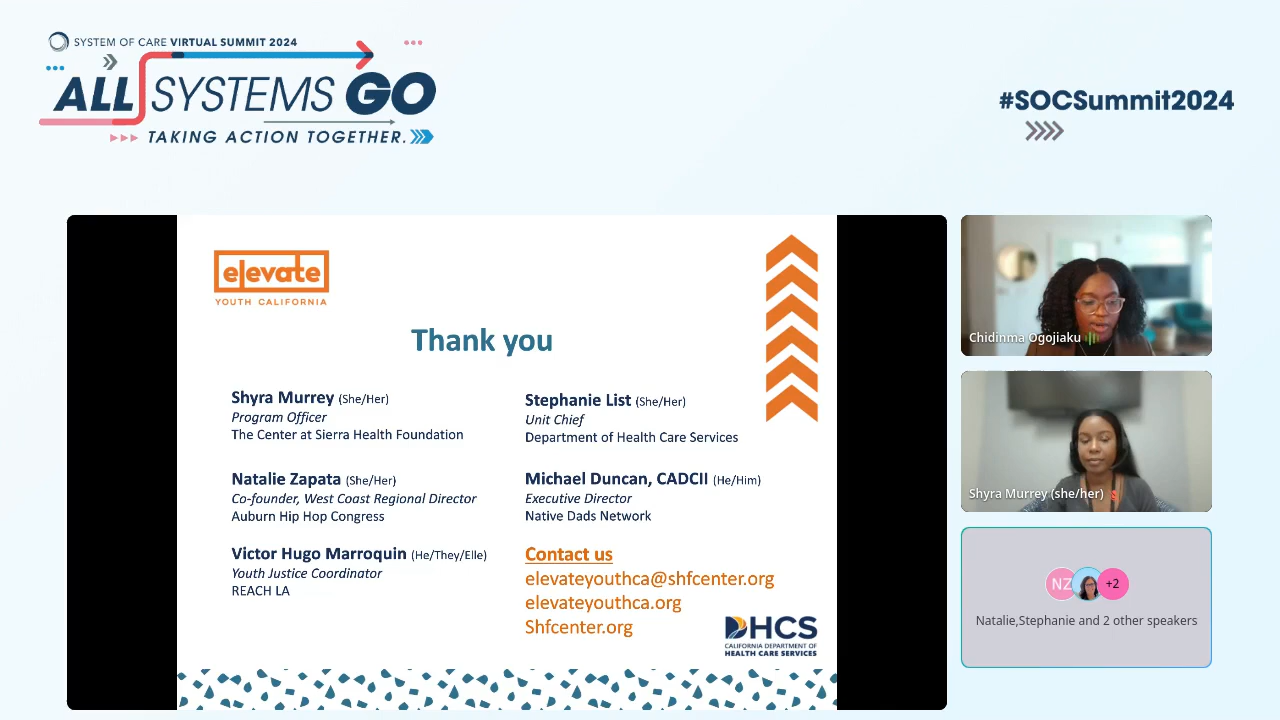 SYSTEM OF CARE VIRTUAL SUMMIT 2024
ALL SYSTEMS GO
TAKING ACTION TOGETHER.
#SOCSummit2024
elevate
YOUTH CALIFORNIA
Thank you
Shyra Murrey (She/Her)
Program Officer
The Center at Sierra Health Foundation
Natalie Zapata (She/Her)
Co-founder, West Coast Regional Director
Auburn Hip Hop Congress
Victor Hugo Marroquin (He/They/Elle)
Youth Justice Coordinator
REACH LA
Stephanie List (She/Her)
Unit Chief
Department of Health Care Services
Michael Duncan, CADCII (He/Him)
Executive Director
Native Dads Network
Contact us
elevateyouthca@shfcenter.org
elevateyouthca.org
Shfcenter.org
DHCS
CALIFORNIA DEPARTMENT OF
HEALTH CARE SERVICES
Chidinma Ogojiaku
Shyra Murrey (she/her)
NZ
+2
Natalie,Stephanie and 2 other speakers